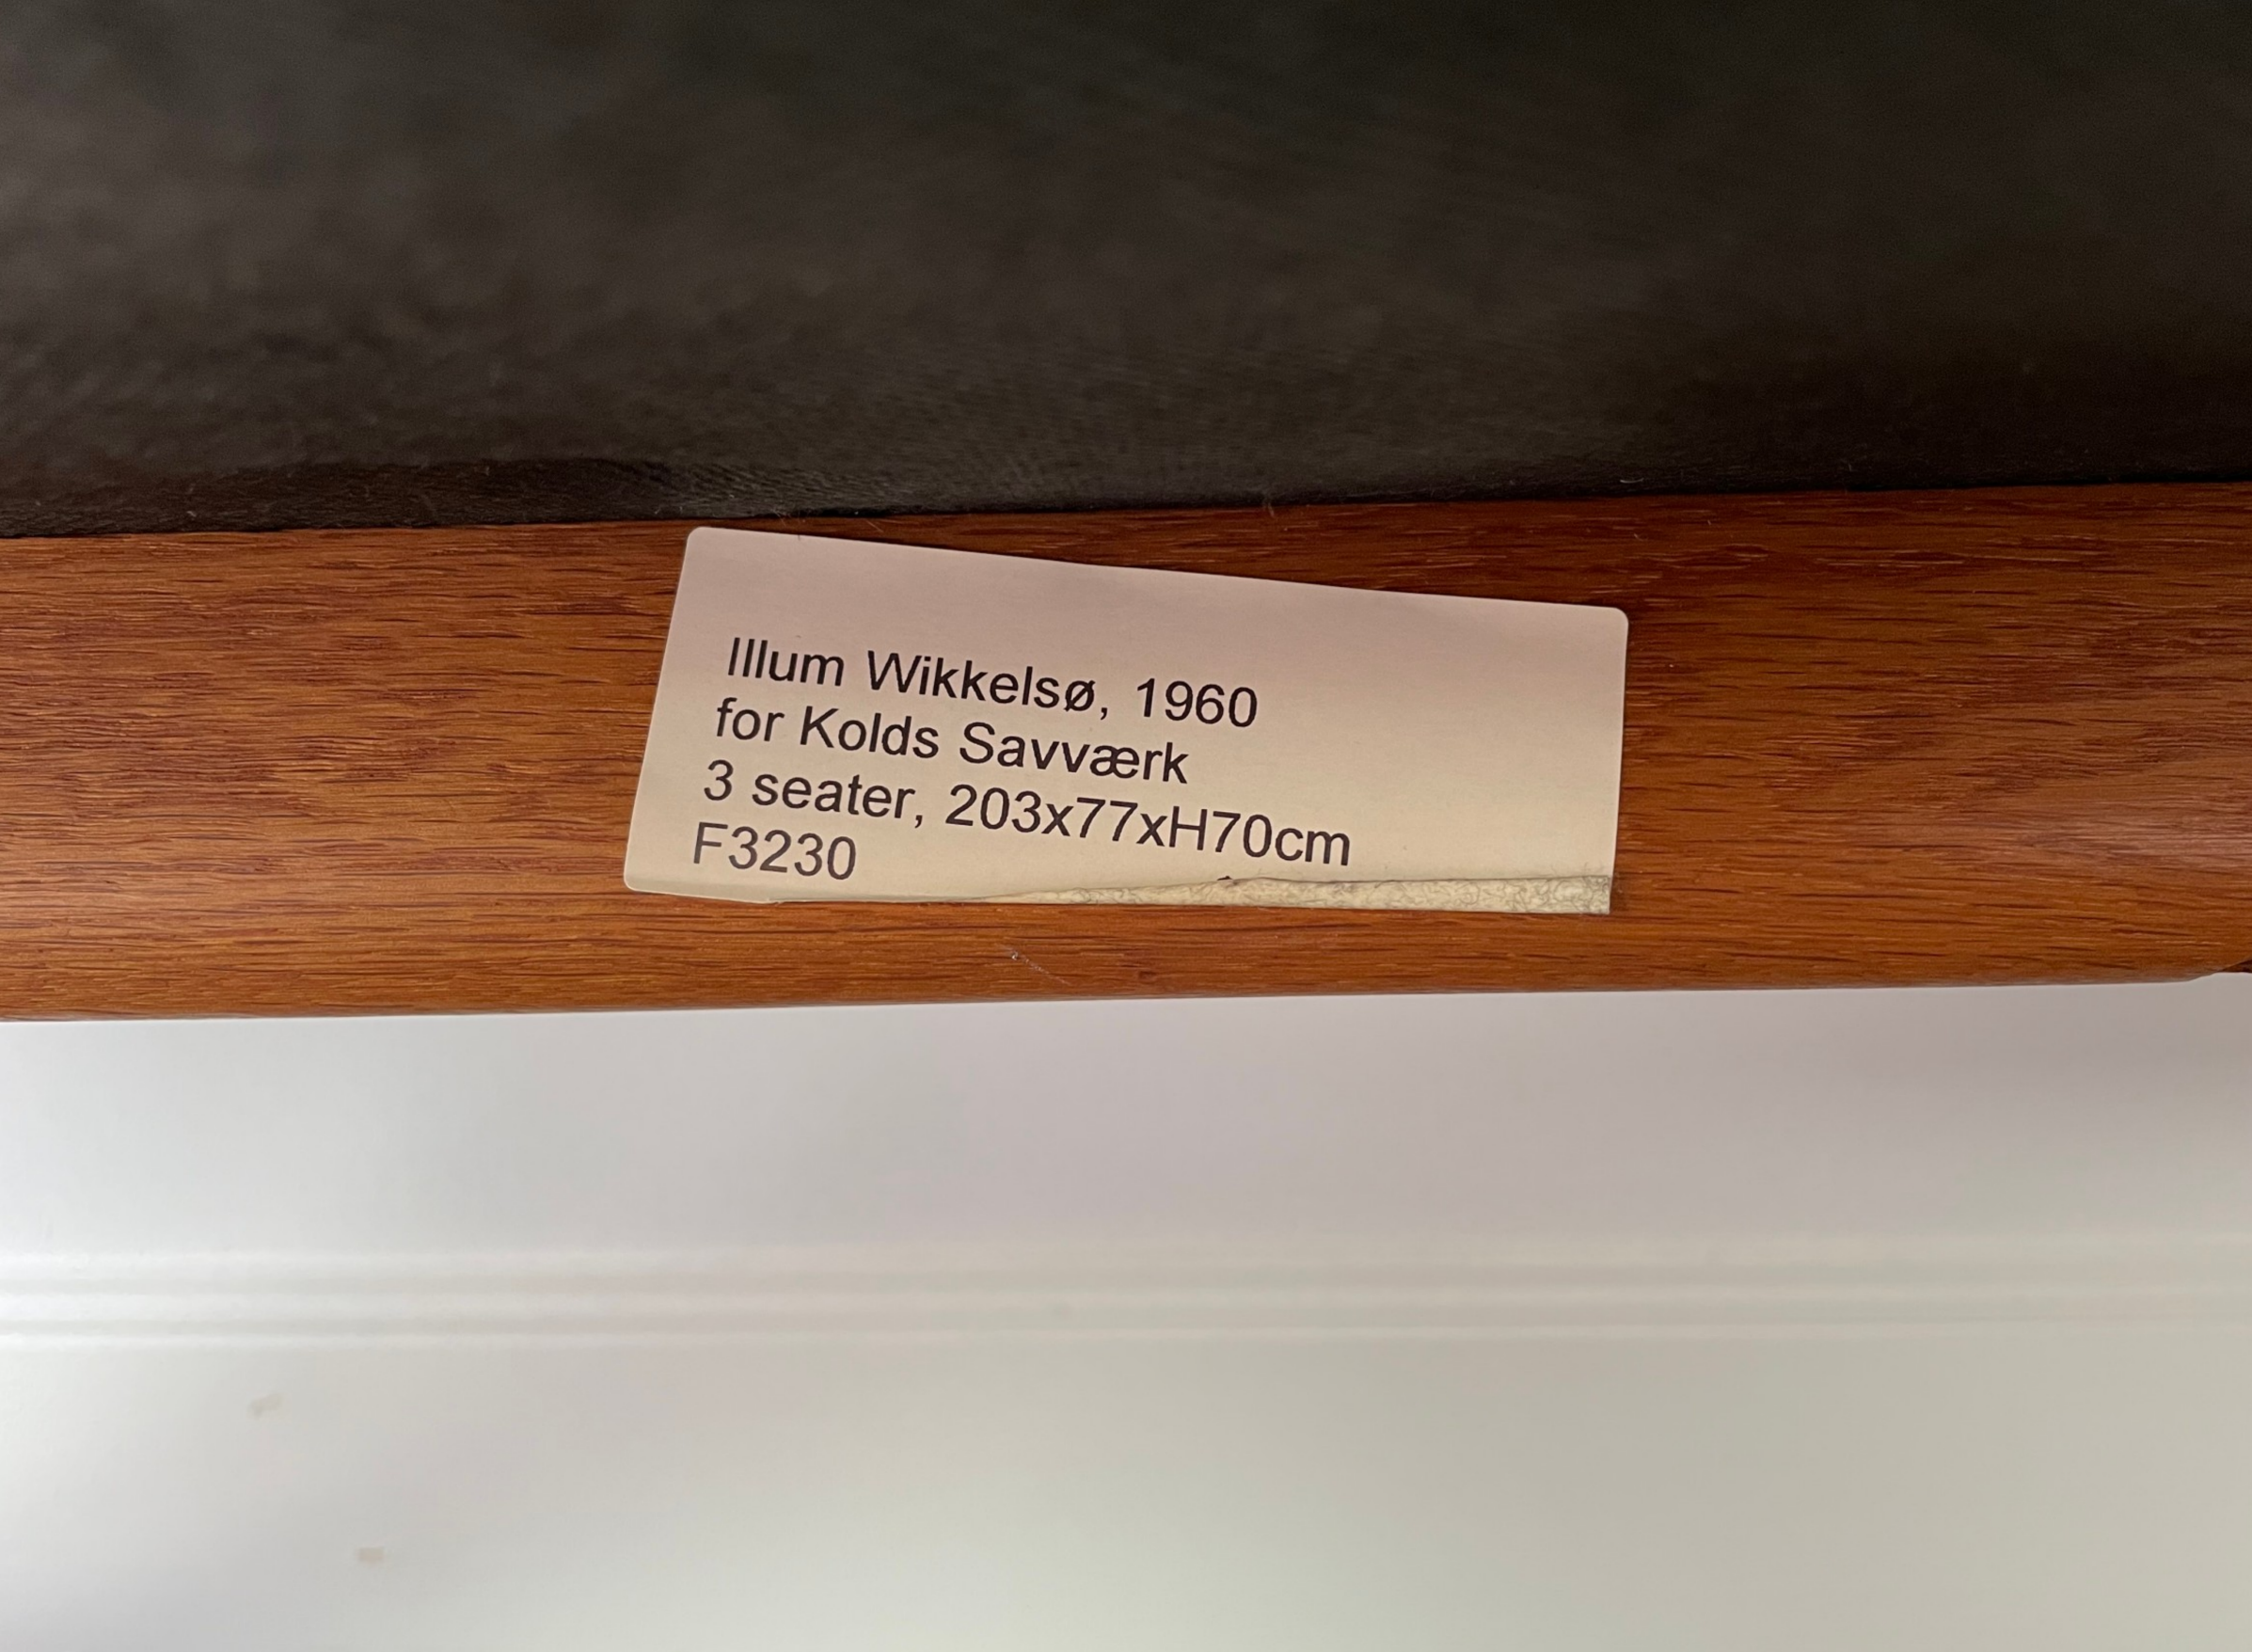 Illum Wikkelsø, 1960
for Kolds Savværk
3 seater, 203x77xH70cm
F3230